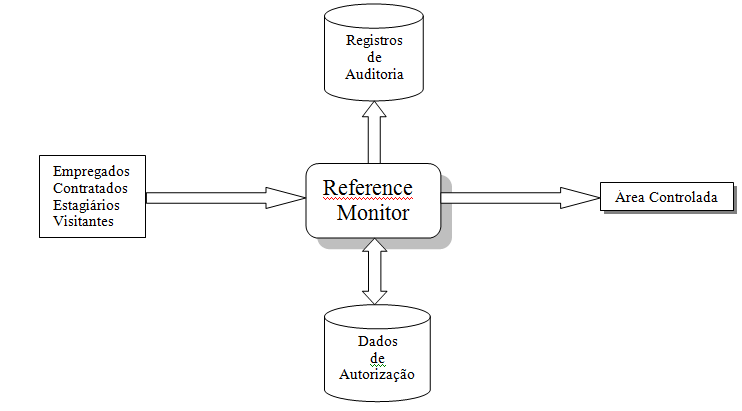 Registros
de
Auditoria
Empregados
Contratados
Estagiários
Visitantes
Reference
Monitor
Área Controlada
Dados
de
Autorização